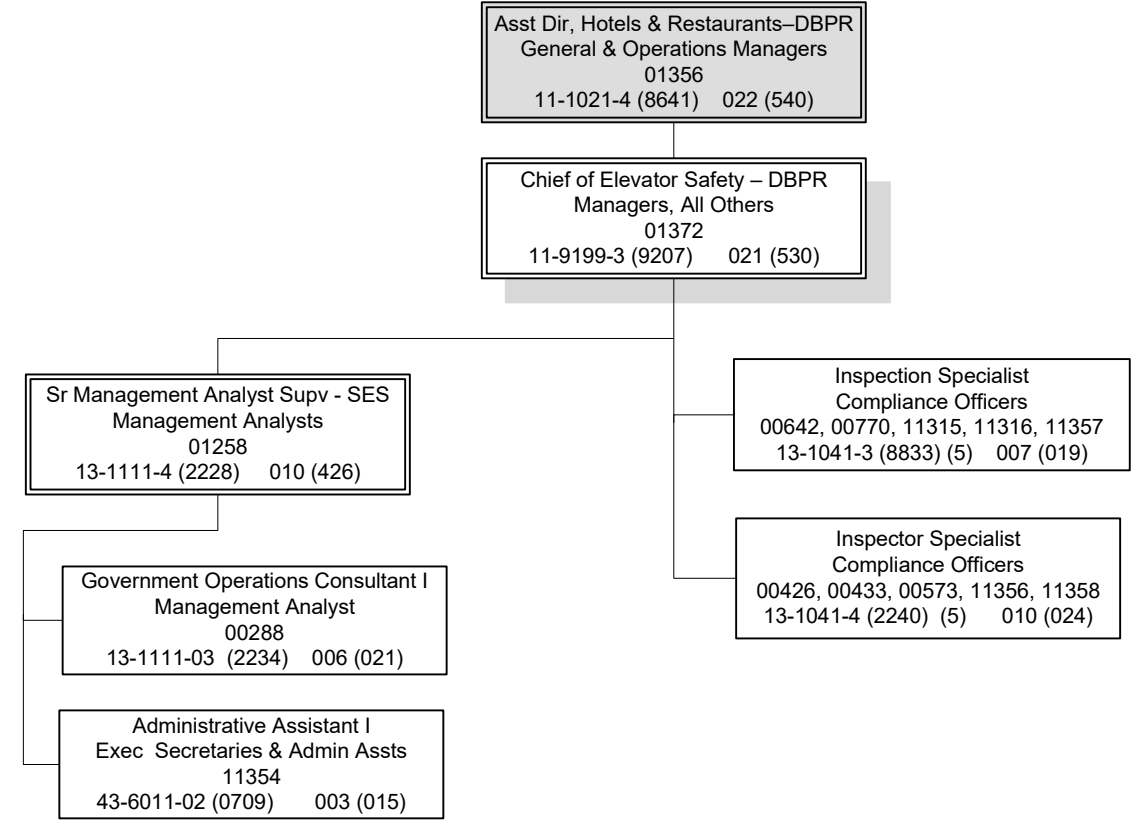 Asst Dir, Hotels & Restaurants–DBPR
General & Operations Managers
01356
11-1021-4 (8641) 022 (540)
Chief of Elevator Safety – DBPR
Managers, All Others
01372
11-9199-3 (9207) 021 (530)
Sr Management Analyst Supv - SES
Management Analysts
01258
13-1111-4 (2228) 010 (426)
Government Operations Consultant I
Management Analyst
00288
13-1111-03 (2234) 006 (021)
Administrative Assistant I
Exec Secretaries & Admin Assts
11354
43-6011-02 (0709) 003 (015)
Inspection Specialist
Compliance Officers
00642, 00770, 11315, 11316, 11357
13-1041-3 (8833) (5) 007 (019)
Inspector Specialist
Compliance Officers
00426, 00433, 00573, 11356, 11358
13-1041-4 (2240) (5) 010 (024)